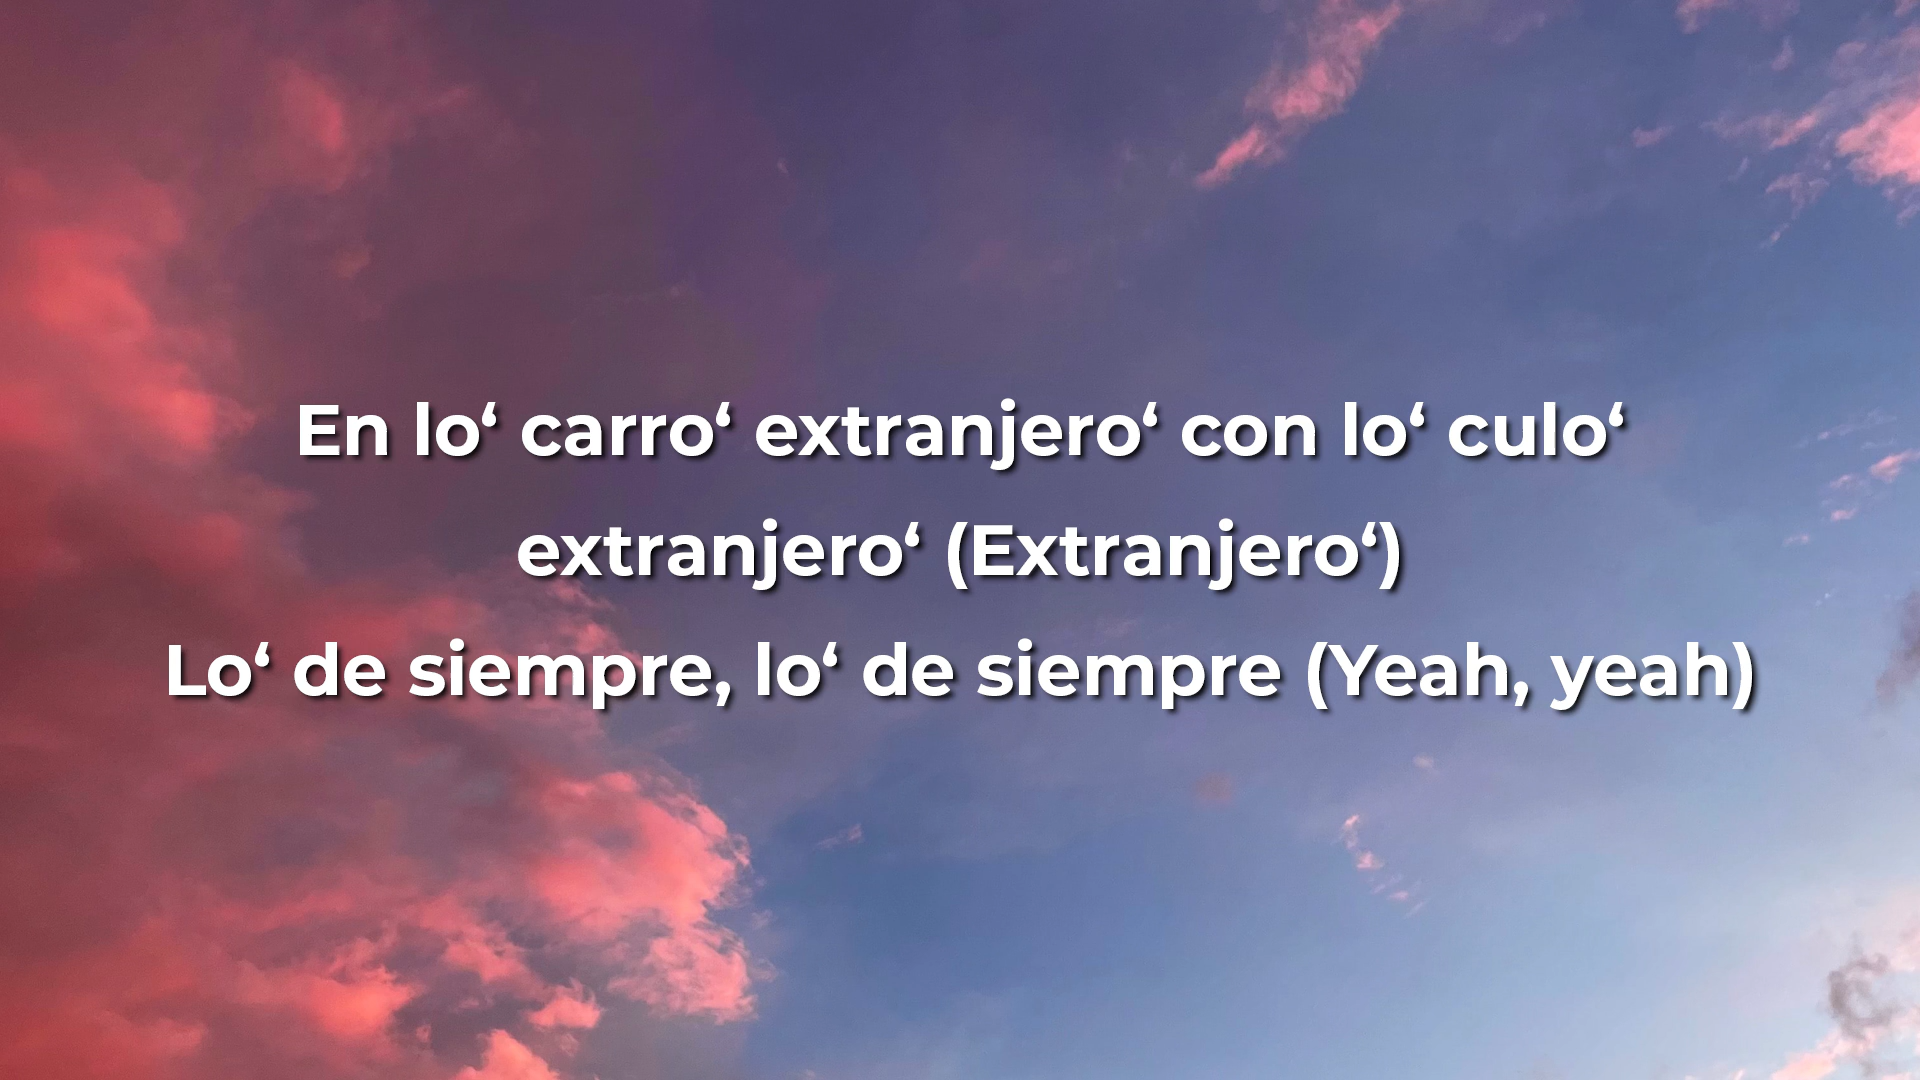 En lo‘ carro‘ extranjero‘ con lo‘ culo‘
extranjero‘ (Extranjero‘)
Lo‘ de siempre, lo‘ de siempre (Yeah, yeah)